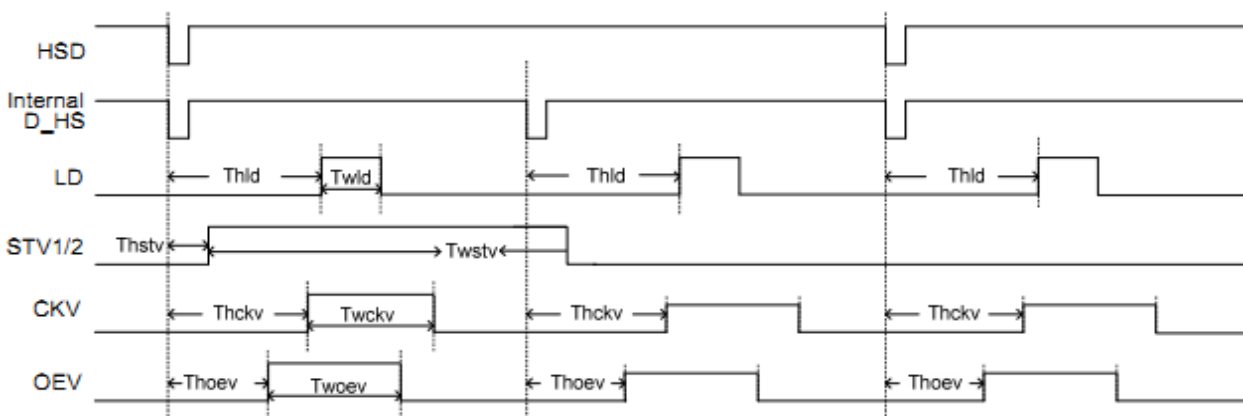 HSD
Internal
D_HS
LD Thld Twld Thld Thld
STV1/2 Thstv Twstv
CKV Thckv Twckv Thckv Thckv
OEV Thoev Twoev Thoev Thoev